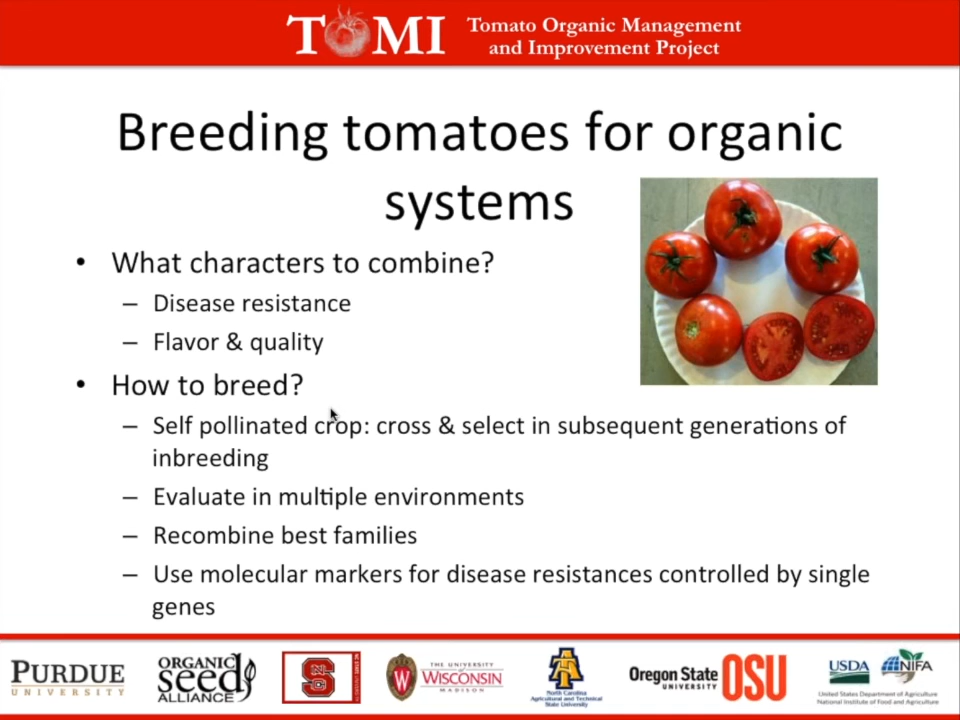 TOMI
Tomato Organic Management
and Improvement Project
Breeding tomatoes for organic
systems
• What characters to combine?
– Disease resistance
– Flavor & quality
• How to breed?
– Self pollinated crop: cross & select in subsequent generations of
inbreeding
– Evaluate in multiple environments
– Recombine best families
– Use molecular markers for disease resistances controlled by single
genes
PURDUE
UNIVERSITY
ORGANIC
seed
ALLIANCE
S
NC STATE UNIVERSITY
W
THE UNIVERSITY
of
WISCONSIN
MADISON
North Carolina
Agricultural and Technical
State University
Oregon State
UNIVERSITY
OSU
USDA
NIFA
United States Department of Agriculture
National Institute of Food and Agriculture